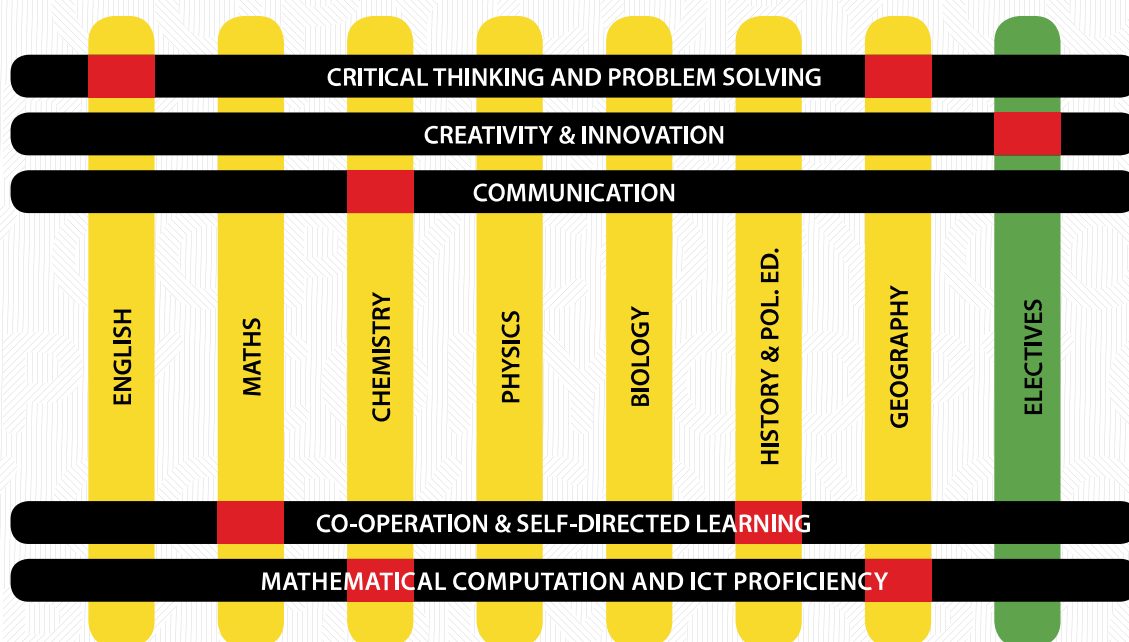 CRITICAL THINKING AND PROBLEM SOLVING
CREATIVITY & INNOVATION
COMMUNICATION
ENGLISH
MATHS
CHEMISTRY
PHYSICS
BIOLOGY
HISTORY & POL. ED.
GEOGRAPHY
ELECTIVES
CO-OPERATION & SELF-DIRECTED LEARNING
MATHEMATICAL COMPUTATION AND ICT PROFICIENCY